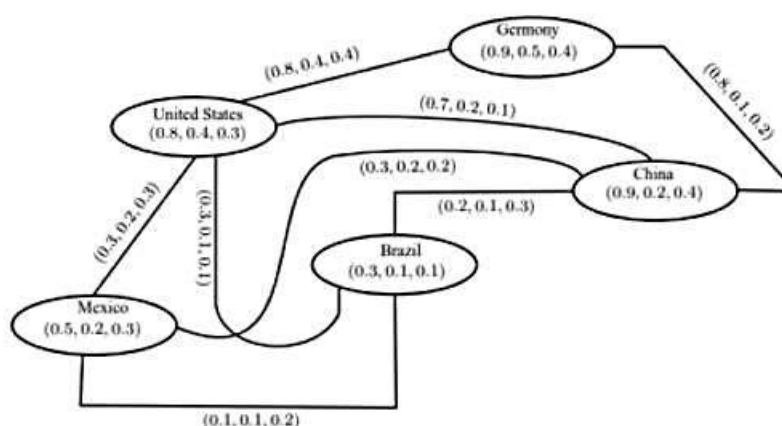 Germony
(0.9, 0.5, 0.4)
(0.8, 0.4, 0.4)
(0.8, 0.1, 0.2)
United States
(0.8, 0.4, 0.3)
(0.7, 0.2, 0.1)
(0.3, 0.2, 0.2)
China
(0.9, 0.2, 0.4)
(0.3, 0.2, 0.3)
(0.3, 0.1, 0.1)
(0.2, 0.1, 0.3)
Brazil
(0.3, 0.1, 0.1)
Mexico
(0.5, 0.2, 0.3)
(0.1, 0.1, 0.2)